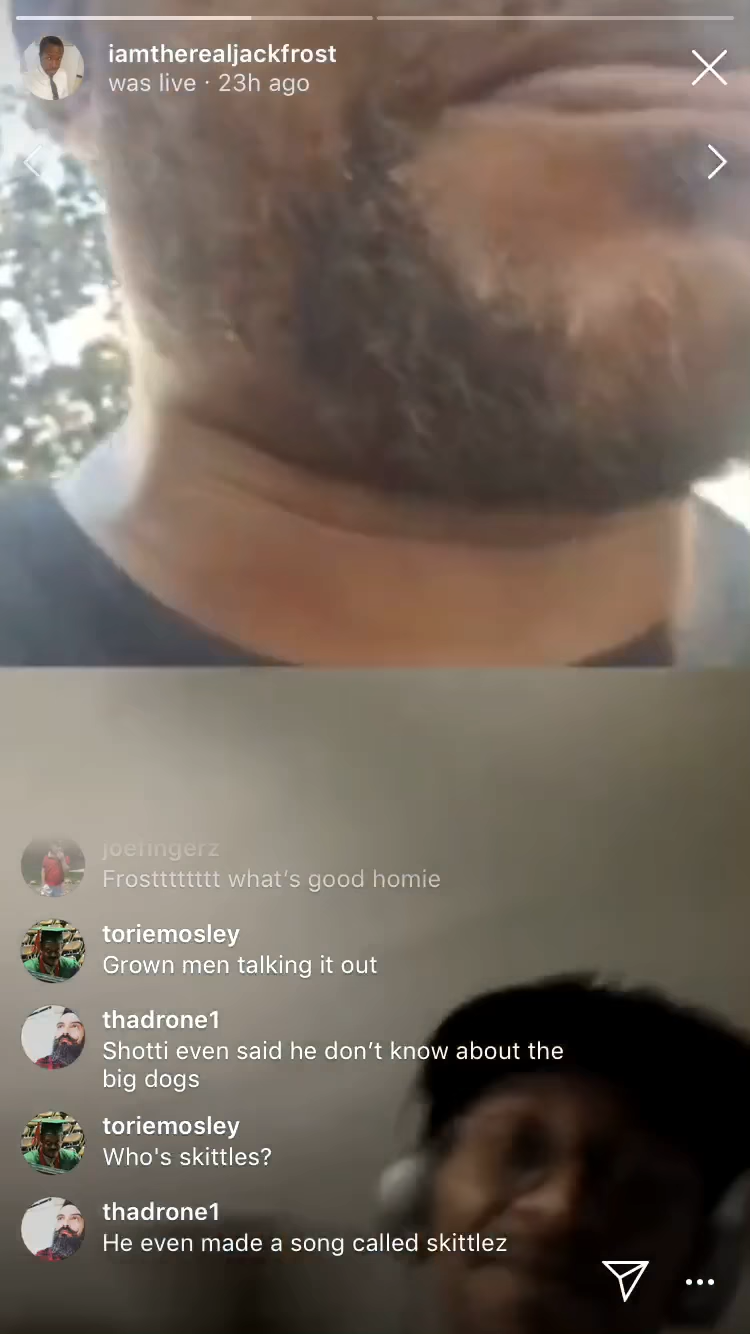 iamtherealjackfrost
was live · 23h ago
joefingerz
Frostttttttt what's good homie
toriemosley
Grown men talking it out
thadrone1
Shotti even said he don't know about the
big dogs
toriemosley
Who's skittles?
thadrone1
He even made a song called skittlez